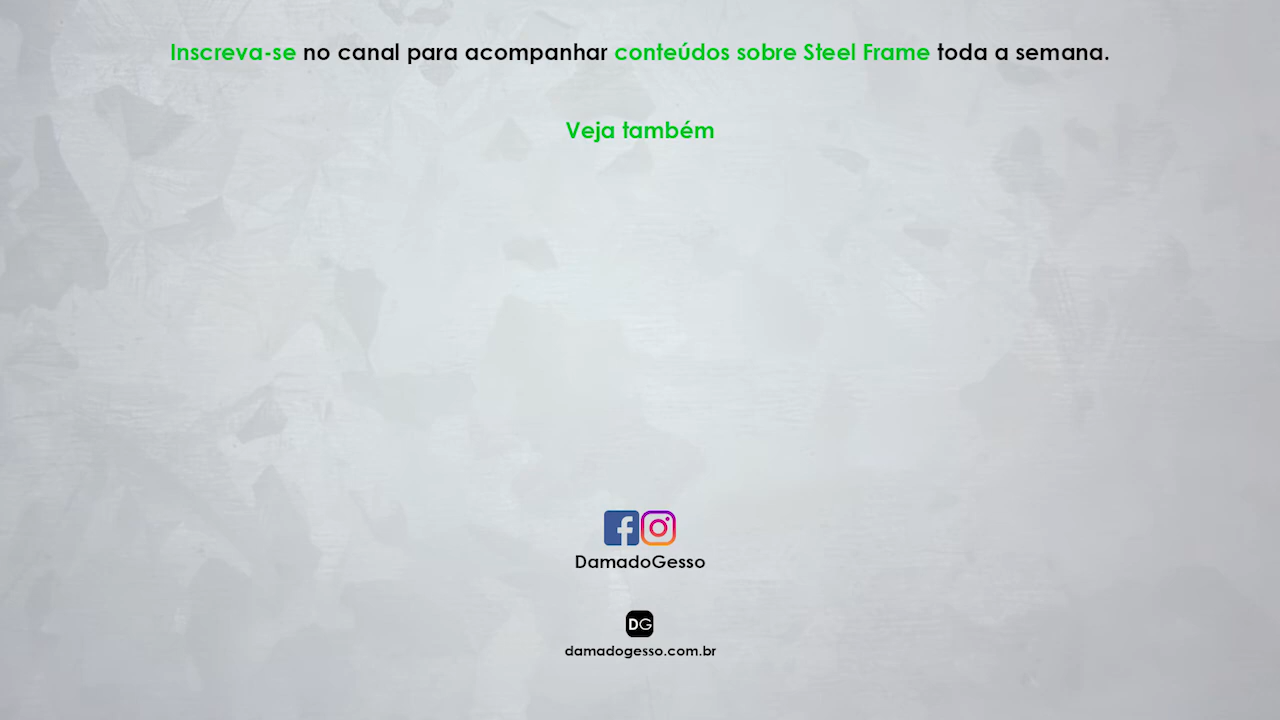 Inscreva-se no canal para acompanhar conteúdos sobre Steel Frame toda a semana.
Veja também
DamadoGesso
DG
damadogesso.com.br